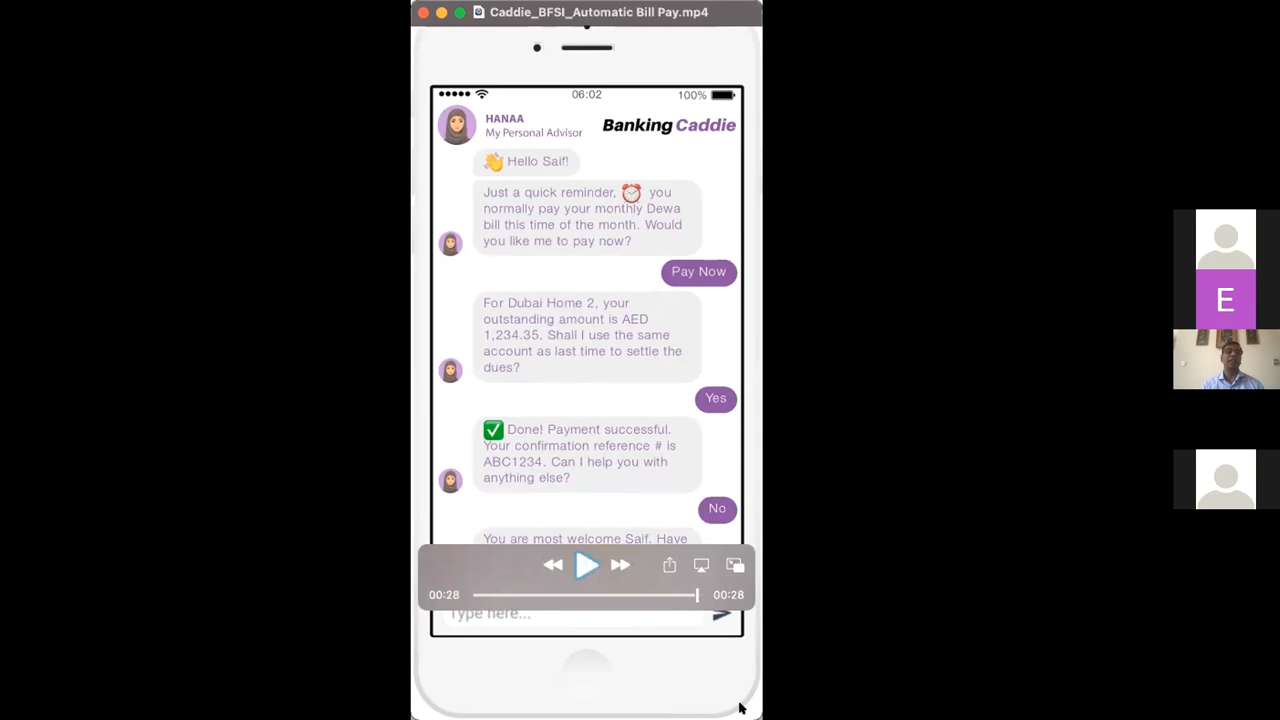 Caddie_BFSI_Automatic Bill Pay.mp4
06:02
100%
HANAA
My Personal Advisor
Banking Caddie
👋 Hello Saif!
Just a quick reminder, ⏰ you
normally pay your monthly Dewa
bill this time of the month. Would
you like me to pay now?
Pay Now
For Dubai Home 2, your
outstanding amount is AED
1,234.35. Shall I use the same
account as last time to settle the
dues?
Yes
✅ Done! Payment successful.
Your confirmation reference # is
ABC1234. Can I help you with
anything else?
No
You are most welcome Saif. Have
00:28
00:28
Type here...
E